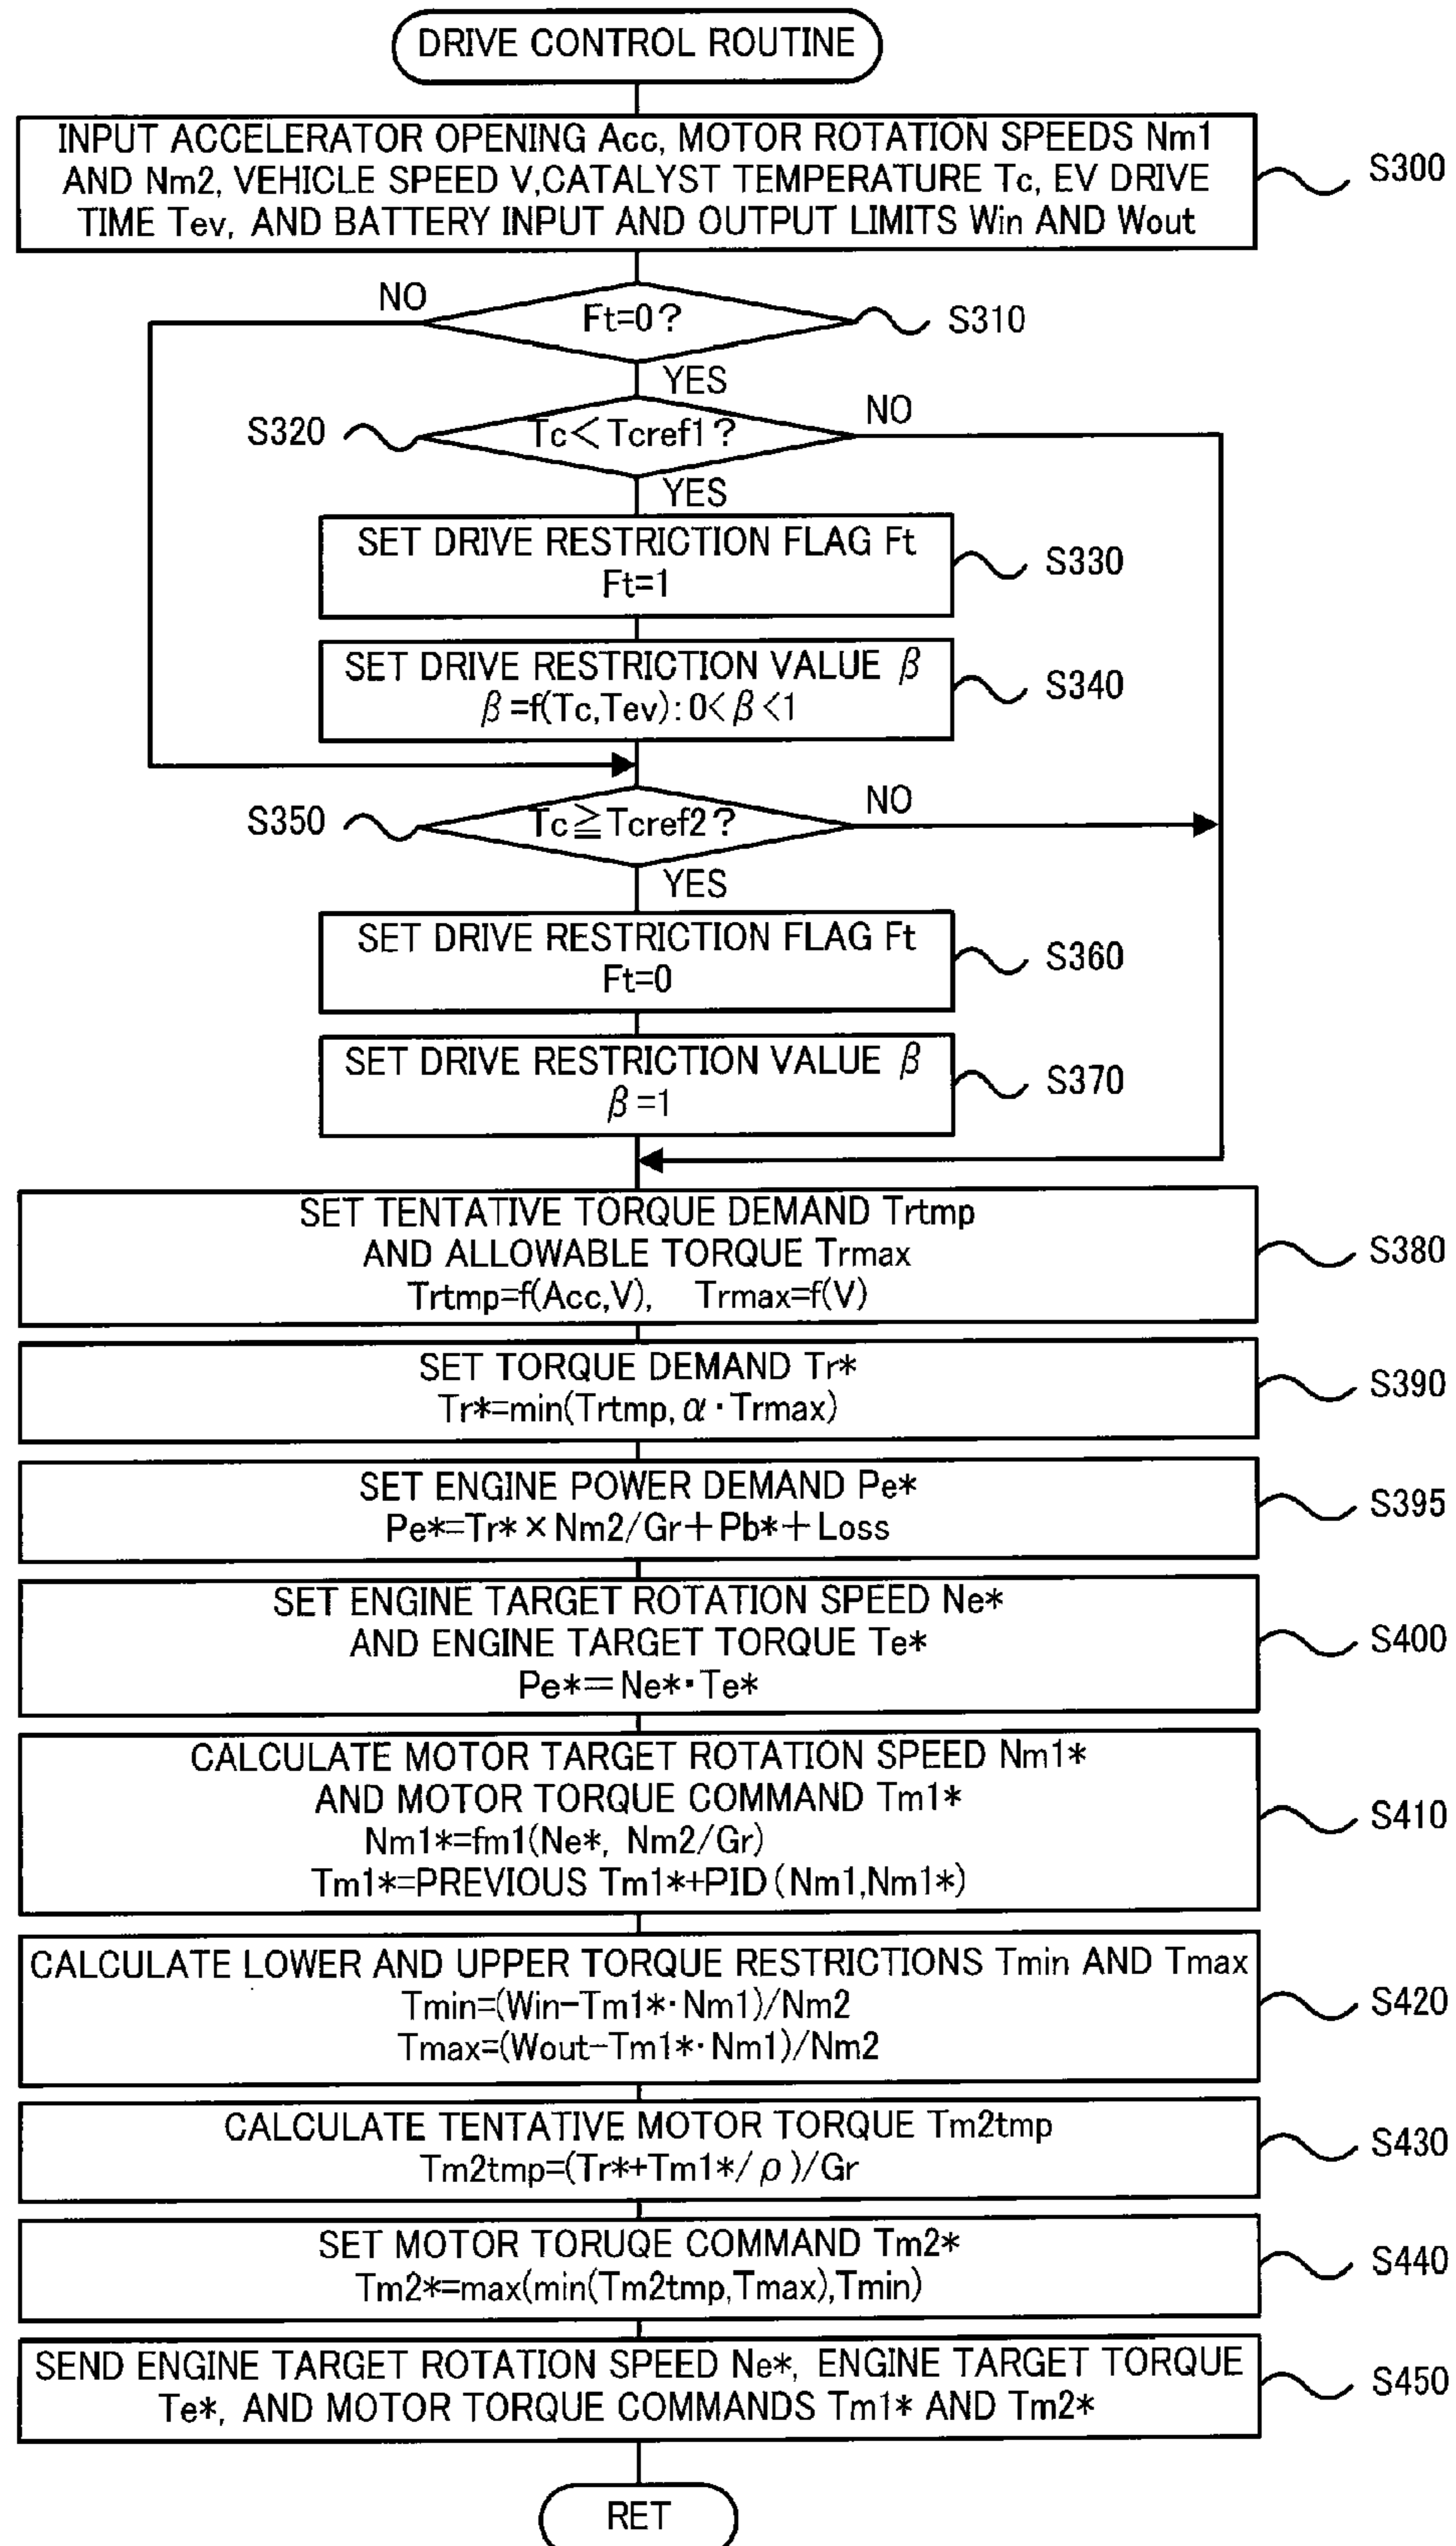 DRIVE CONTROL ROUTINE
INPUT ACCELERATOR OPENING Acc, MOTOR ROTATION SPEEDS Nm1
AND Nm2, VEHICLE SPEED V,CATALYST TEMPERATURE Tc, EV DRIVE
TIME Tev, AND BATTERY INPUT AND OUTPUT LIMITS Win AND Wout
S300
NO
Ft=0?
S310
YES
S320
Tc<Tcref1?
NO
YES
SET DRIVE RESTRICTION FLAG Ft
Ft=1
S330
SET DRIVE RESTRICTION VALUE β
β=f(Tc,Tev):0<β<1
S340
S350
Tc≧Tcref2?
NO
YES
SET DRIVE RESTRICTION FLAG Ft
Ft=0
S360
SET DRIVE RESTRICTION VALUE β
β=1
S370
SET TENTATIVE TORQUE DEMAND Trtmp
AND ALLOWABLE TORQUE Trmax
Trtmp=f(Acc,V), Trmax=f(V)
S380
SET TORQUE DEMAND Tr*
Tr*=min(Trtmp,α·Trmax)
S390
SET ENGINE POWER DEMAND Pe*
Pe*=Tr*×Nm2/Gr+Pb*+Loss
S395
SET ENGINE TARGET ROTATION SPEED Ne*
AND ENGINE TARGET TORQUE Te*
Pe*=Ne*·Te*
S400
CALCULATE MOTOR TARGET ROTATION SPEED Nm1*
AND MOTOR TORQUE COMMAND Tm1*
Nm1*=fm1(Ne*, Nm2/Gr)
Tm1*=PREVIOUS Tm1*+PID(Nm1,Nm1*)
S410
CALCULATE LOWER AND UPPER TORQUE RESTRICTIONS Tmin AND Tmax
Tmin=(Win-Tm1*·Nm1)/Nm2
Tmax=(Wout-Tm1*·Nm1)/Nm2
S420
CALCULATE TENTATIVE MOTOR TORQUE Tm2tmp
Tm2tmp=(Tr*+Tm1*/ρ)/Gr
S430
SET MOTOR TORUQE COMMAND Tm2*
Tm2*=max(min(Tm2tmp,Tmax),Tmin)
S440
SEND ENGINE TARGET ROTATION SPEED Ne*, ENGINE TARGET TORQUE
Te*, AND MOTOR TORQUE COMMANDS Tm1* AND Tm2*
S450
RET